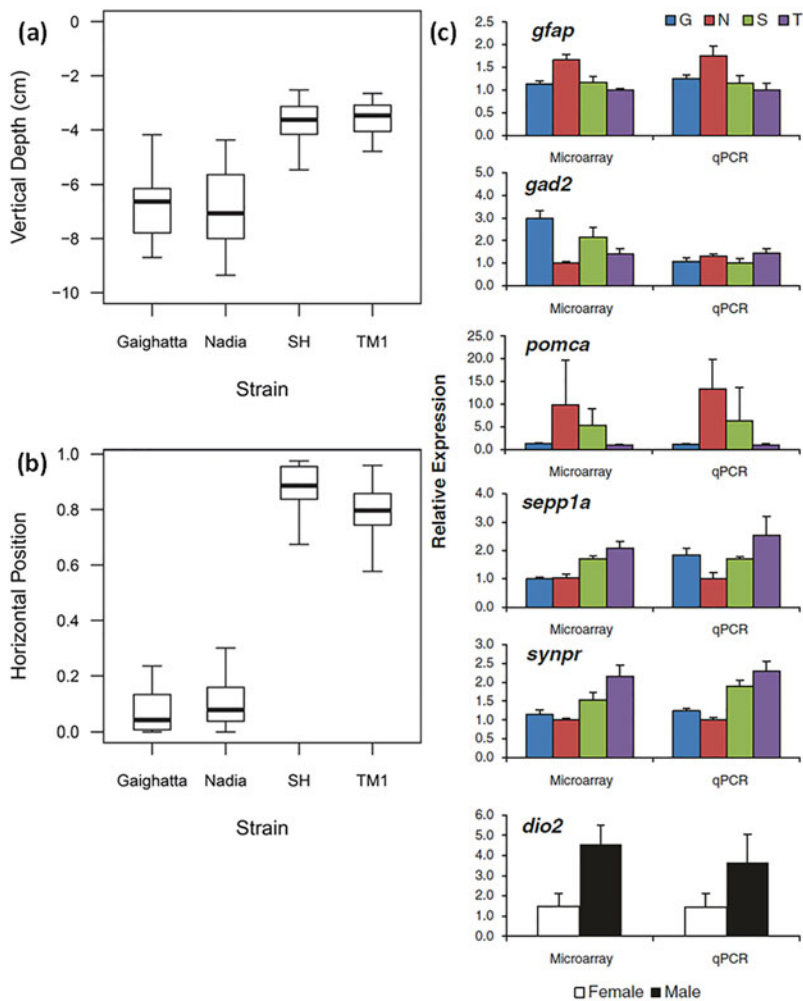 (a)
0
−2
−4
−6
−8
−10
Vertical Depth (cm)
Gaighatta Nadia SH TM1
Strain
(b)
1.0
0.8
0.6
0.4
0.2
0.0
Horizontal Position
Gaighatta Nadia SH TM1
Strain
(c)
G N S T
Relative Expression
gfap
2.5
2.0
1.5
1.0
0.5
0.0
Microarray qPCR
gad2
4.0
3.0
2.0
1.0
0.0
Microarray qPCR
pomca
25.0
20.0
15.0
10.0
5.0
0.0
Microarray qPCR
sepp1a
4.0
3.0
2.0
1.0
0.0
Microarray qPCR
synpr
3.0
2.5
2.0
1.5
1.0
0.5
0.0
Microarray qPCR
dio2
6.0
5.0
4.0
3.0
2.0
1.0
0.0
Microarray qPCR
Female Male